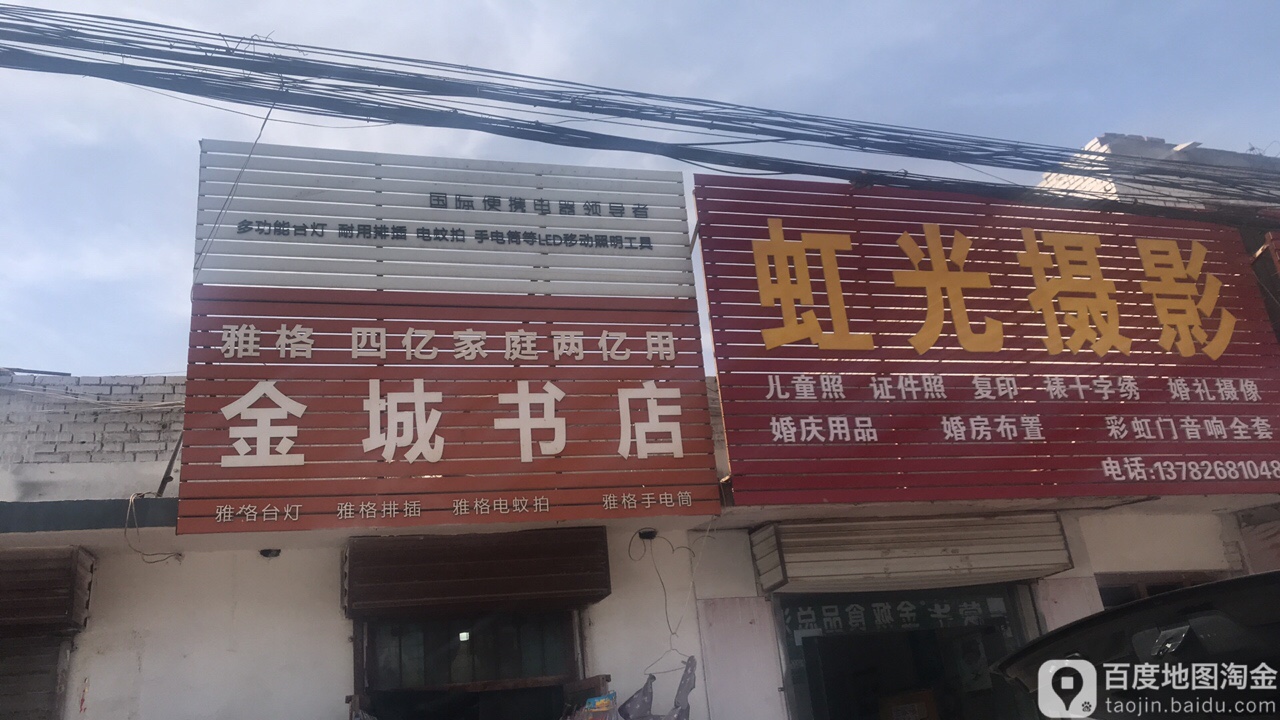 国际便携电器领导者
多功能台灯 耐用排插 电蚊拍 手电筒等LED移动照明工具
雅格 四亿家庭两亿用
金城书店
雅格台灯 雅格排插 雅格电蚊拍 雅格手电筒
虹光摄影
儿童照 证件照 复印 裱十字绣 婚礼摄像
婚庆用品 婚房布置 彩虹门音响全套
电话:13782681048
百度地图淘金
taojin.baidu.com